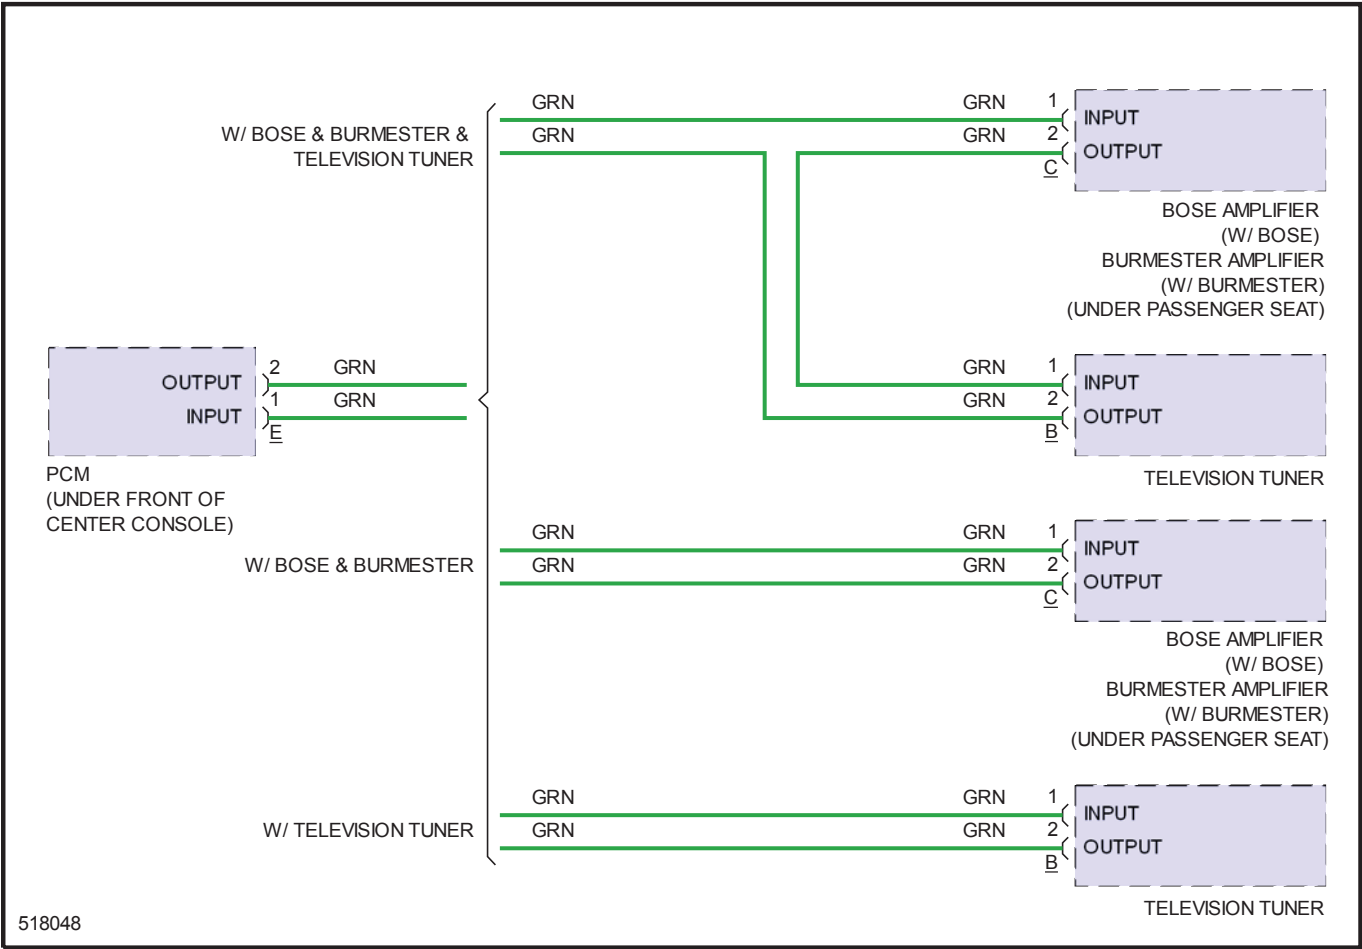 GRN GRN 1 INPUT
W/ BOSE & BURMESTER & GRN GRN 2 OUTPUT
TELEVISION TUNER C
BOSE AMPLIFIER
(W/ BOSE)
BURMESTER AMPLIFIER
(W/ BURMESTER)
(UNDER PASSENGER SEAT)
OUTPUT 2 GRN GRN 1 INPUT
INPUT 1 GRN GRN 2 OUTPUT
E B
PCM TELEVISION TUNER
(UNDER FRONT OF
CENTER CONSOLE)
GRN GRN 1 INPUT
W/ BOSE & BURMESTER GRN GRN 2 OUTPUT
C
BOSE AMPLIFIER
(W/ BOSE)
BURMESTER AMPLIFIER
(W/ BURMESTER)
(UNDER PASSENGER SEAT)
GRN GRN 1 INPUT
W/ TELEVISION TUNER GRN GRN 2 OUTPUT
B
TELEVISION TUNER
518048